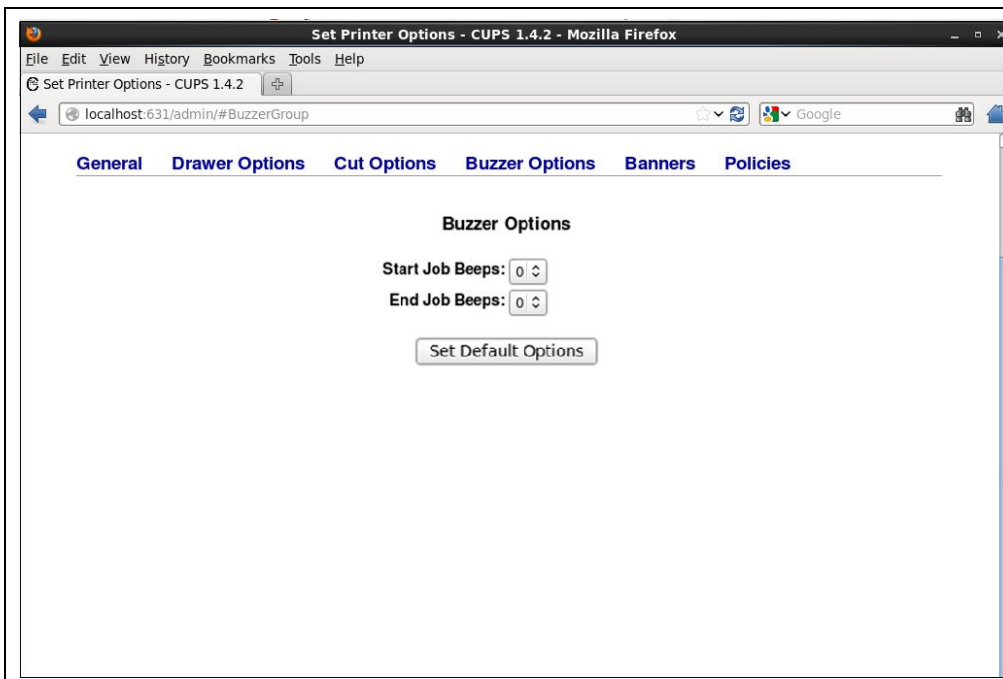 Set Printer Options - CUPS 1.4.2 - Mozilla Firefox
File Edit View History Bookmarks Tools Help
Set Printer Options - CUPS 1.4.2
localhost:631/admin/#BuzzerGroup Google
General Drawer Options Cut Options Buzzer Options Banners Policies
Buzzer Options
Start Job Beeps: 0
End Job Beeps: 0
Set Default Options